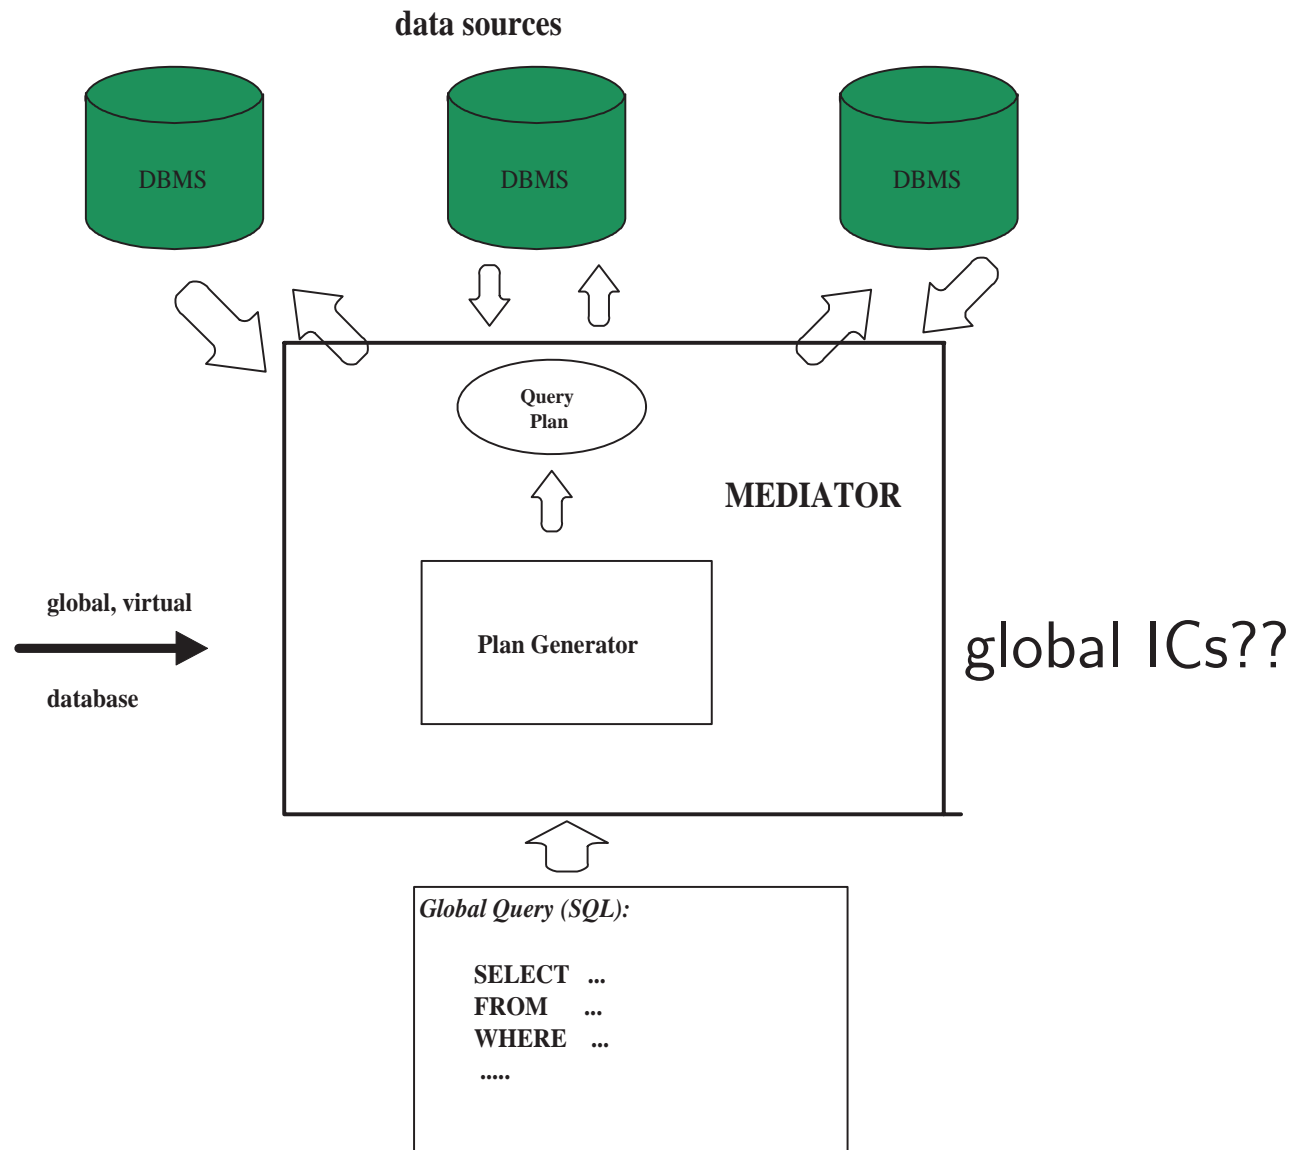 data sources
DBMS
DBMS
DBMS
Query
Plan
MEDIATOR
global, virtual
database
Plan Generator
global ICs??
Global Query (SQL):
SELECT ...
FROM ...
WHERE ...
.....